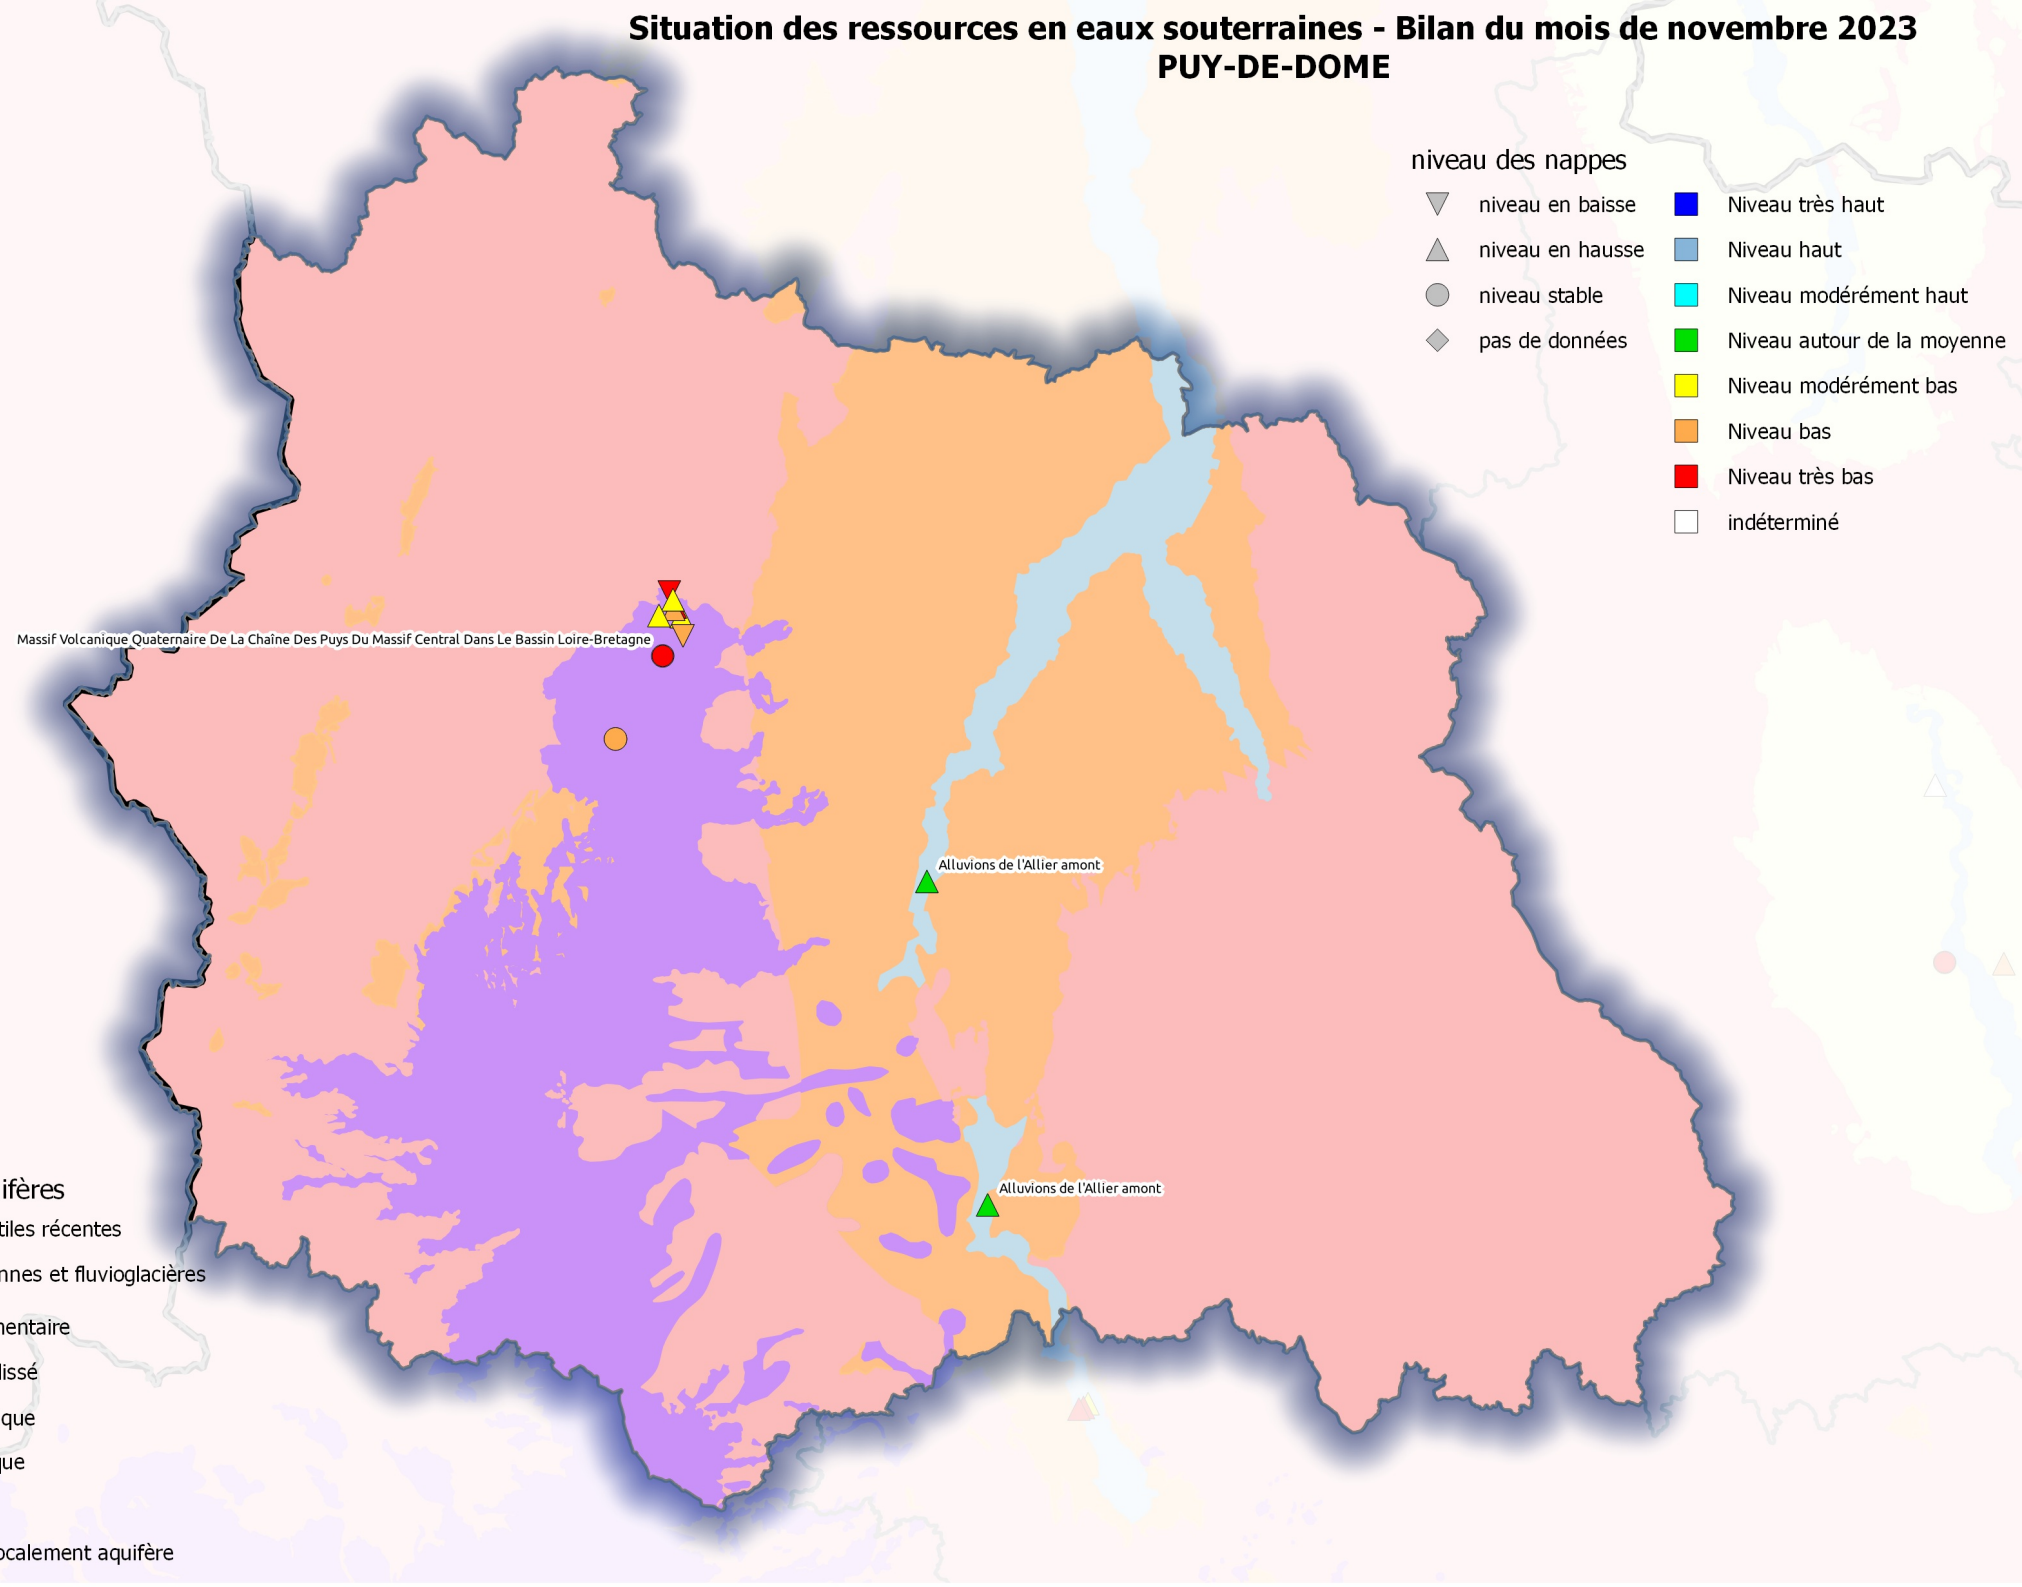 Situation des ressources en eaux souterraines - Bilan du mois de novembre 2023
PUY-DE-DOME
niveau des nappes
niveau en baisse
niveau en hausse
niveau stable
pas de données
Niveau très haut
Niveau haut
Niveau modérément haut
Niveau autour de la moyenne
Niveau modérément bas
Niveau bas
Niveau très bas
indéterminé
Massif Volcanique Quaternaire De La Chaîne Des Puys Du Massif Central Dans Le Bassin Loire-Bretagne
Alluvions de l'Allier amont
Alluvions de l'Allier amont
ifères
tiles récentes
nnes et fluvioglacières
nentaire
lissé
que
que
ocalement aquifère